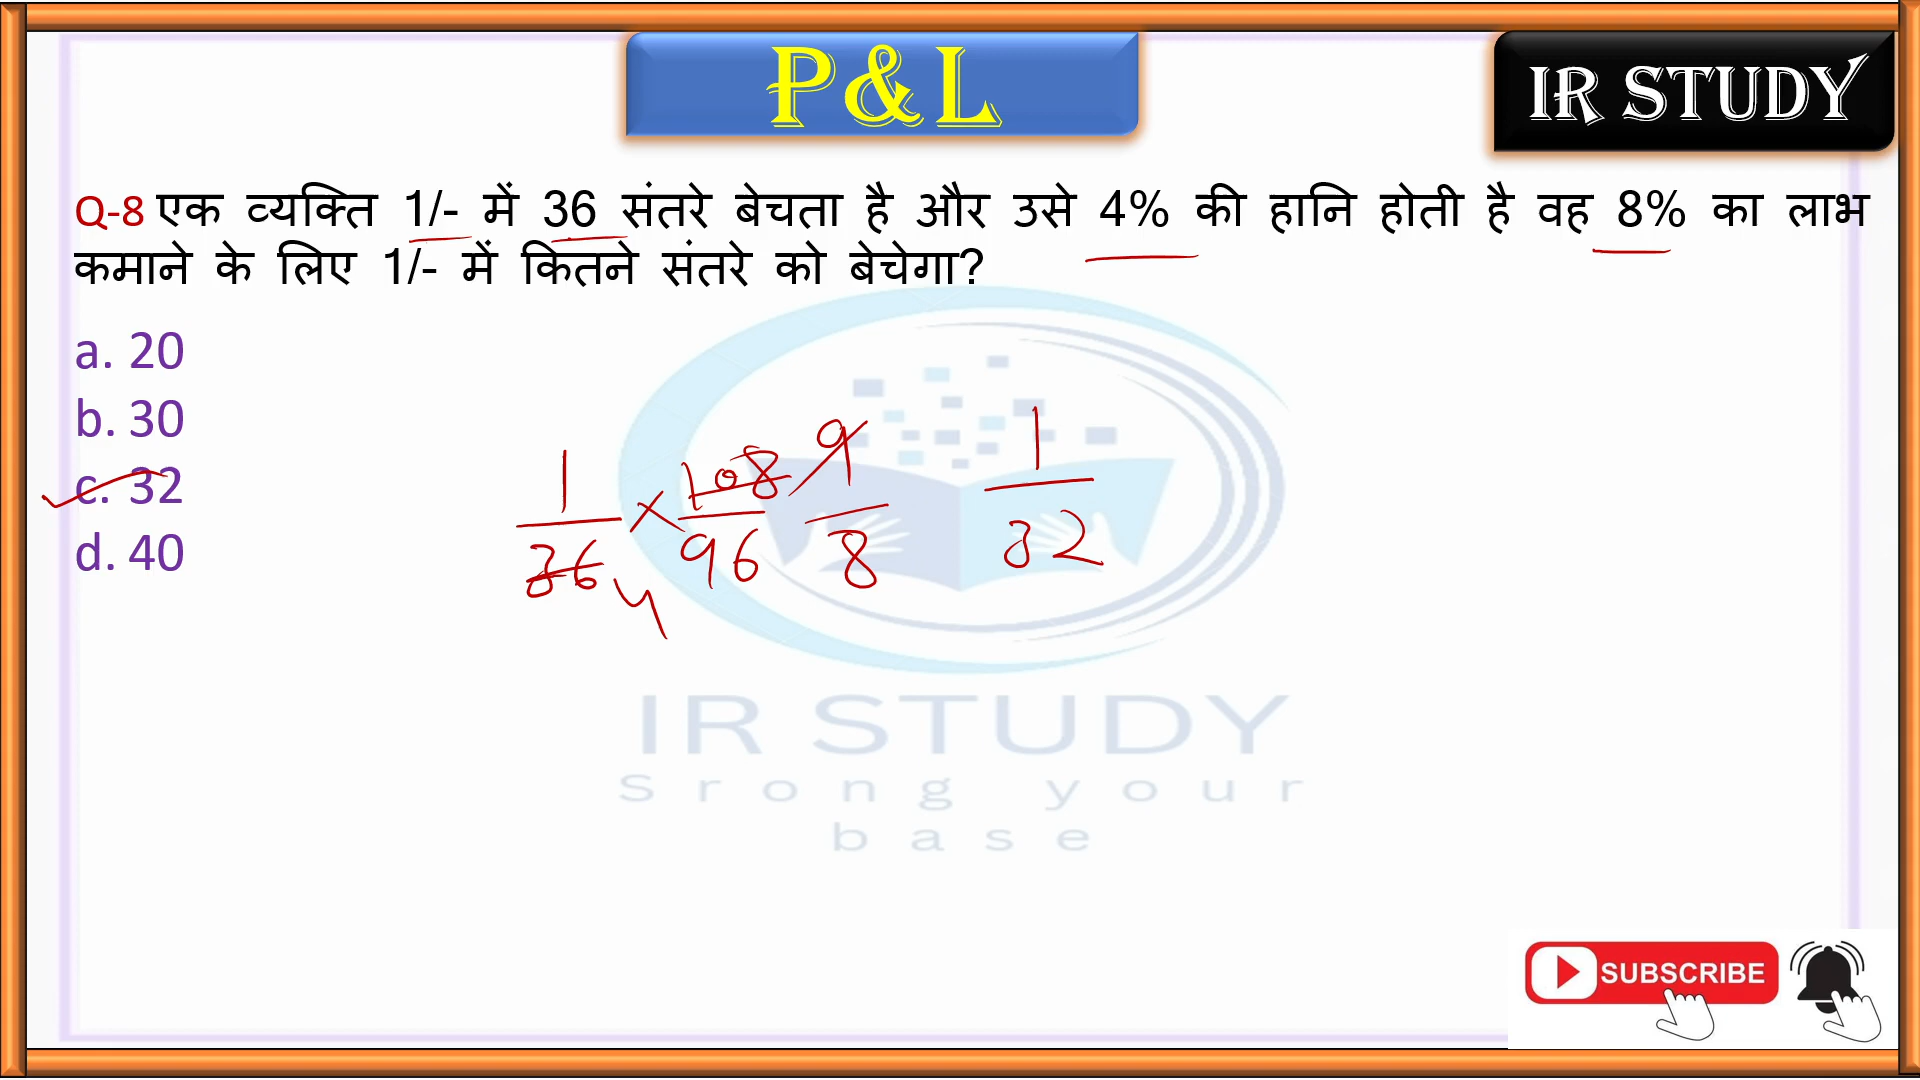 P&L
IR STUDY
Q-8 एक व्यक्ति 1/- में 36 संतरे बेचता है और उसे 4% की हानि होती है वह 8% का लाभ
कमाने के लिए 1/- में कितने संतरे को बेचेगा?
a. 20
b. 30
c. 32
d. 40
1 × 108 9 1
36 4 96 8 32
IR STUDY
Srong your
base
SUBSCRIBE